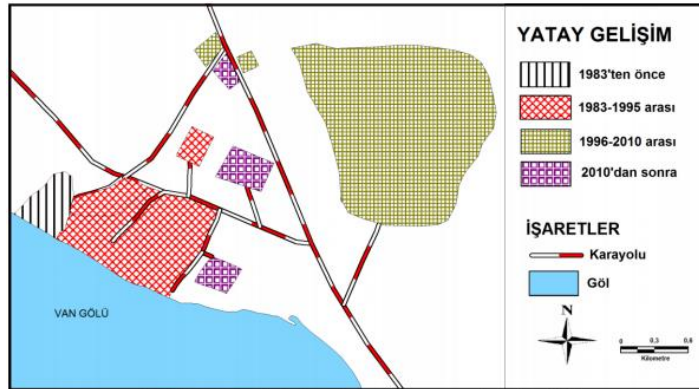 YATAY GELİŞİM
1983'ten önce
1983-1995 arası
1996-2010 arası
2010'dan sonra
İŞARETLER
Karayolu
Göl
VAN GÖLÜ
N
0 0,3 0,6
Kilometre